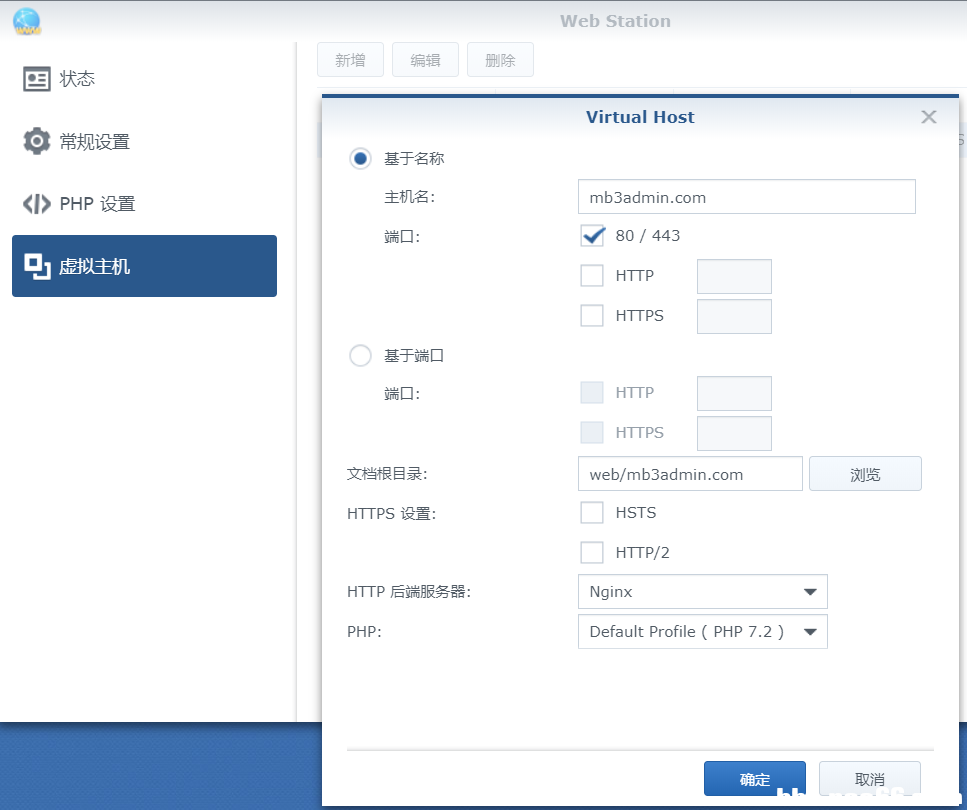 Web Station
新增 编辑 删除
状态
常规设置
PHP 设置
虚拟主机
Virtual Host
基于名称
主机名: mb3admin.com
端口: 80 / 443
HTTP
HTTPS
基于端口
端口: HTTP
HTTPS
文档根目录: web/mb3admin.com 浏览
HTTPS 设置: HSTS
HTTP/2
HTTP 后端服务器: Nginx
PHP: Default Profile ( PHP 7.2 )
确定 取消